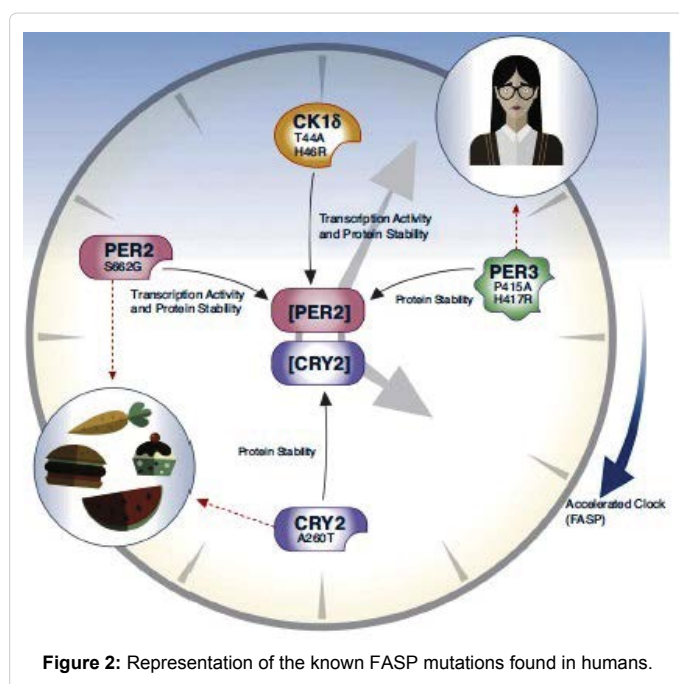 CK1δ
T44A
H46R
Transcription Activity
and Protein Stability
PER2
S662G
Transcription Activity
and Protein Stability
PER3
P415A
H417R
Protein Stability
[PER2]
[CRY2]
Protein Stability
CRY2
A260T
Accelerated Clock
(FASP)
Figure 2: Representation of the known FASP mutations found in humans.